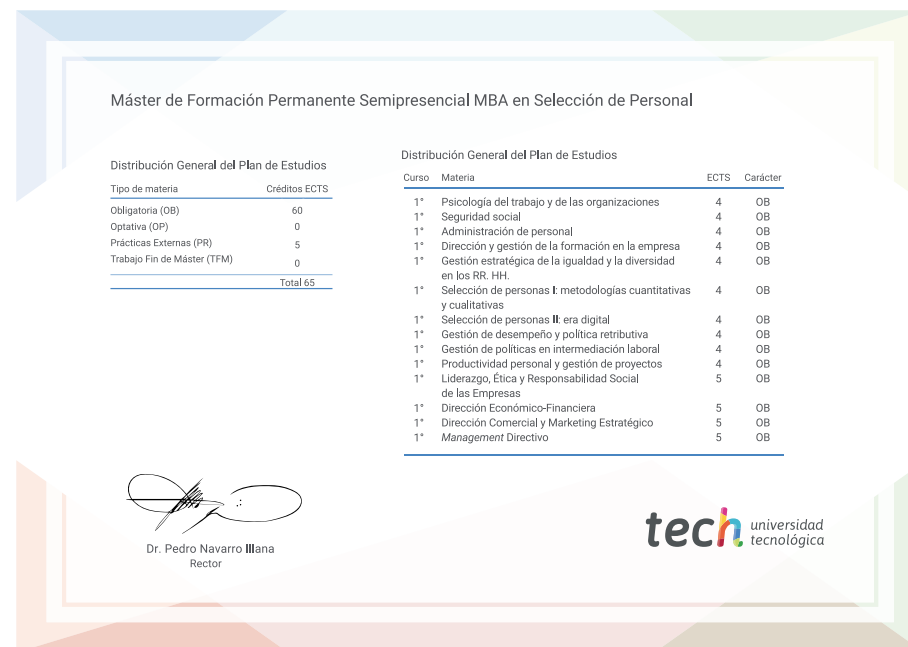 Máster de Formación Permanente Semipresencial MBA en Selección de Personal
Distribución General del Plan de Estudios
Tipo de materia Créditos ECTS
Obligatoria (OB) 60
Optativa (OP) 0
Prácticas Externas (PR) 5
Trabajo Fin de Máster (TFM) 0
Total 65
Distribución General del Plan de Estudios
Curso Materia ECTS Carácter
1° Psicología del trabajo y de las organizaciones 4 OB
1° Seguridad social 4 OB
1° Administración de personal 4 OB
1° Dirección y gestión de la formación en la empresa 4 OB
1° Gestión estratégica de la igualdad y la diversidad 4 OB
en los RR. HH.
1° Selección de personas I: metodologías cuantitativas 4 OB
y cualitativas
1° Selección de personas II: era digital 4 OB
1° Gestión de desempeño y política retributiva 4 OB
1° Gestión de políticas en intermediación laboral 4 OB
1° Productividad personal y gestión de proyectos 4 OB
1° Liderazgo, Ética y Responsabilidad Social 5 OB
de las Empresas
1° Dirección Económico-Financiera 5 OB
1° Dirección Comercial y Marketing Estratégico 5 OB
1° Management Directivo 5 OB
Dr. Pedro Navarro Illana
Rector
tech universidad
tecnológica